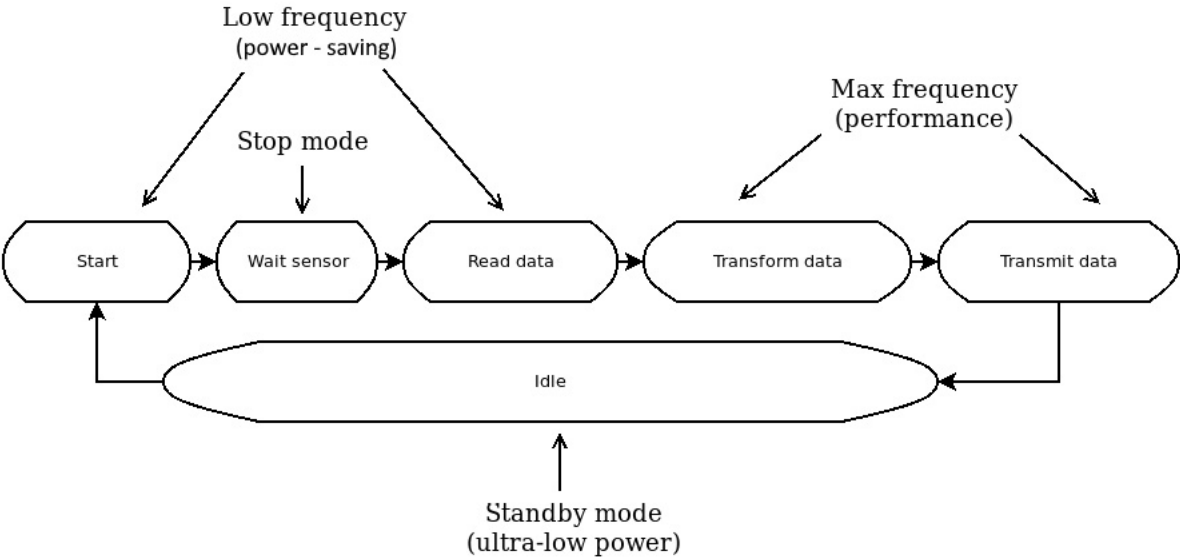 Low frequency
(power - saving)
Max frequency
(performance)
Stop mode
Start
Wait sensor
Read data
Transform data
Transmit data
Idle
Standby mode
(ultra-low power)